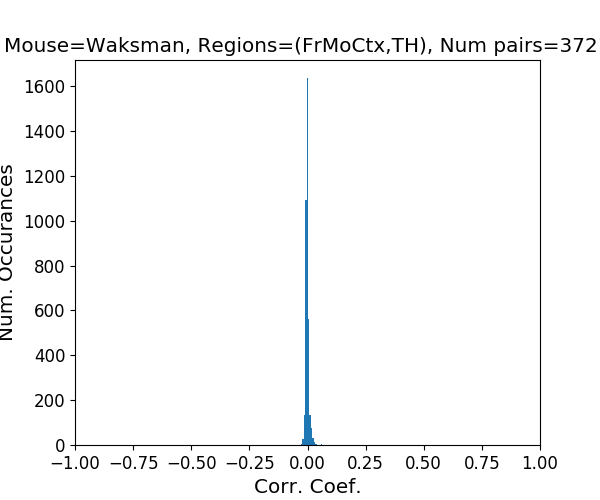 Mouse=Waksman, Regions=(FrMoCtx,TH), Num pairs=372
1600
1400
1200
1000
800
600
400
200
0
Num. Occurances
−1.00 −0.75 −0.50 −0.25 0.00 0.25 0.50 0.75 1.00
Corr. Coef.